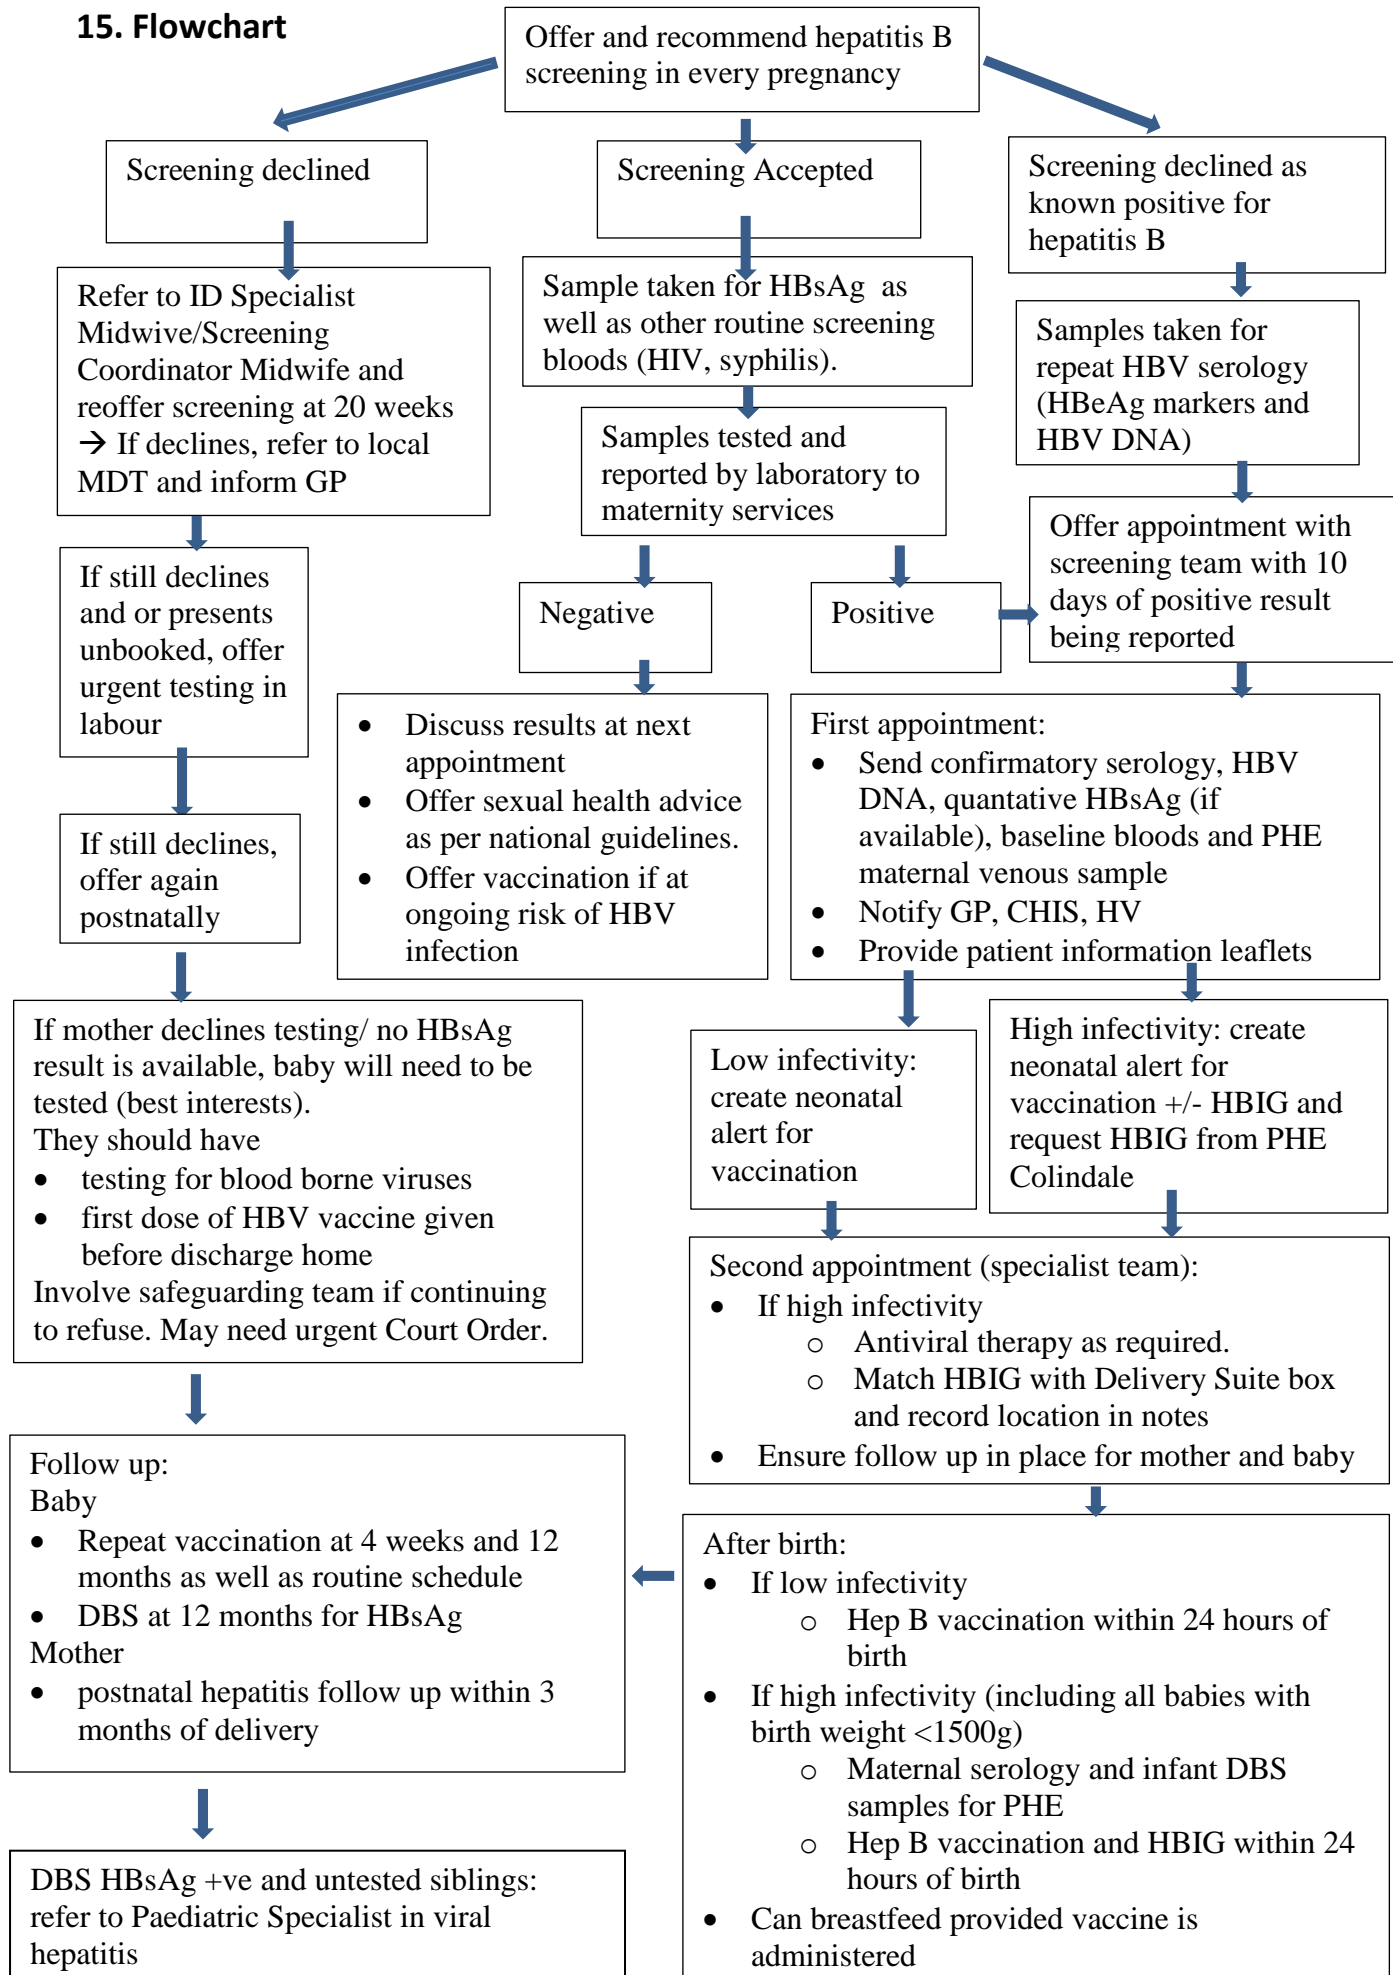 15. Flowchart
Offer and recommend hepatitis B
screening in every pregnancy
Screening declined
Screening Accepted
Screening declined as
known positive for
hepatitis B
Refer to ID Specialist
Midwive/Screening
Coordinator Midwife and
reoffer screening at 20 weeks
→ If declines, refer to local
MDT and inform GP
Sample taken for HBsAg as
well as other routine screening
bloods (HIV, syphilis).
Samples taken for
repeat HBV serology
(HBeAg markers and
HBV DNA)
Samples tested and
reported by laboratory to
maternity services
Offer appointment with
screening team with 10
days of positive result
being reported
If still declines
and or presents
unbooked, offer
urgent testing in
labour
Negative
Positive
• Discuss results at next
appointment
• Offer sexual health advice
as per national guidelines.
• Offer vaccination if at
ongoing risk of HBV
infection
First appointment:
• Send confirmatory serology, HBV
DNA, quantative HBsAg (if
available), baseline bloods and PHE
maternal venous sample
• Notify GP, CHIS, HV
• Provide patient information leaflets
If still declines,
offer again
postnatally
If mother declines testing/ no HBsAg
result is available, baby will need to be
tested (best interests).
They should have
• testing for blood borne viruses
• first dose of HBV vaccine given
before discharge home
Involve safeguarding team if continuing
to refuse. May need urgent Court Order.
Low infectivity:
create neonatal
alert for
vaccination
High infectivity: create
neonatal alert for
vaccination +/- HBIG and
request HBIG from PHE
Colindale
Second appointment (specialist team):
• If high infectivity
o Antiviral therapy as required.
o Match HBIG with Delivery Suite box
and record location in notes
• Ensure follow up in place for mother and baby
Follow up:
Baby
• Repeat vaccination at 4 weeks and 12
months as well as routine schedule
• DBS at 12 months for HBsAg
Mother
• postnatal hepatitis follow up within 3
months of delivery
After birth:
• If low infectivity
o Hep B vaccination within 24 hours of
birth
• If high infectivity (including all babies with
birth weight <1500g)
o Maternal serology and infant DBS
samples for PHE
o Hep B vaccination and HBIG within 24
hours of birth
• Can breastfeed provided vaccine is
administered
DBS HBsAg +ve and untested siblings:
refer to Paediatric Specialist in viral
hepatitis